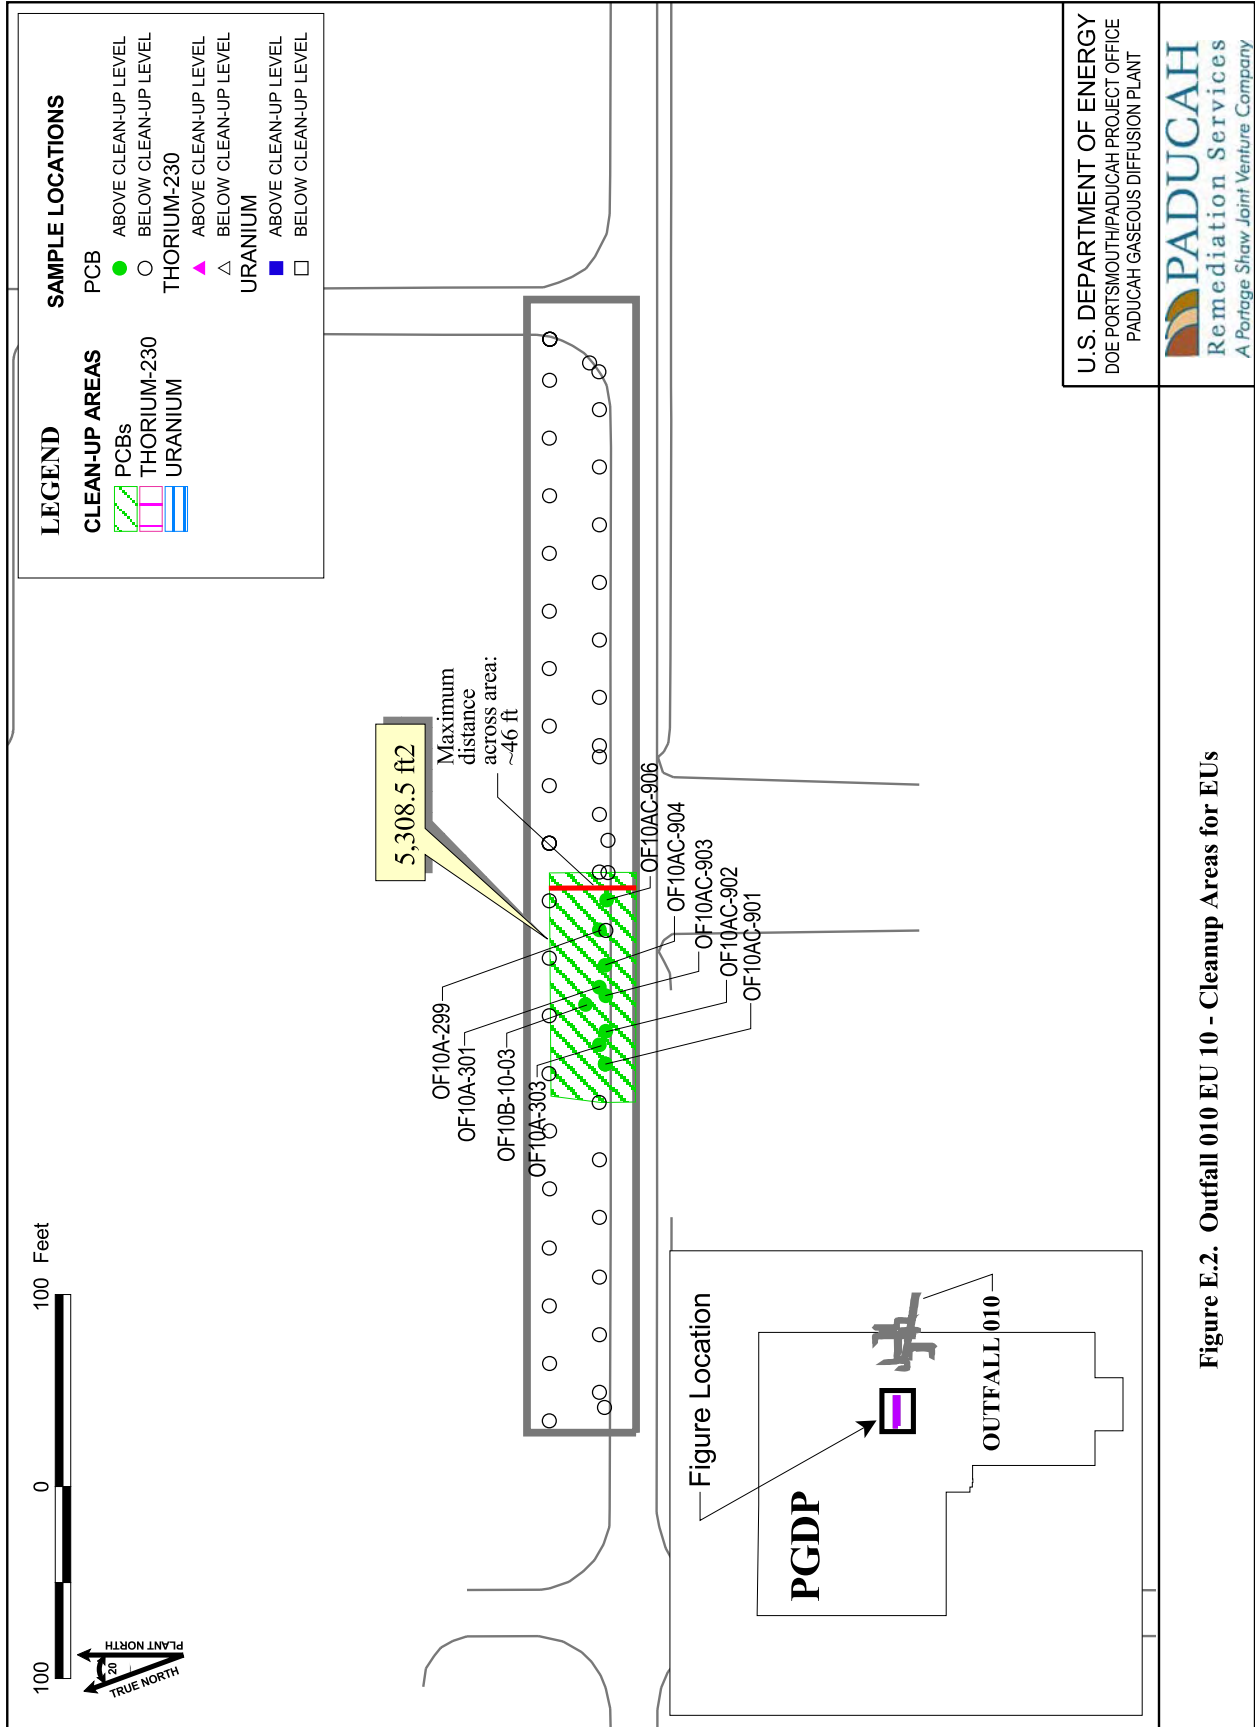 100 0 100 Feet
PLANT NORTH
20
TRUE NORTH
LEGEND
CLEAN-UP AREAS
PCBs
THORIUM-230
URANIUM
SAMPLE LOCATIONS
PCB
ABOVE CLEAN-UP LEVEL
BELOW CLEAN-UP LEVEL
THORIUM-230
ABOVE CLEAN-UP LEVEL
BELOW CLEAN-UP LEVEL
URANIUM
ABOVE CLEAN-UP LEVEL
BELOW CLEAN-UP LEVEL
5,308.5 ft2
Maximum
distance
across area:
~46 ft
OF10A-299
OF10A-301
OF10B-10-03
OF10A-303
OF10AC-906
OF10AC-904
OF10AC-903
OF10AC-902
OF10AC-901
Figure Location
PGDP
OUTFALL 010
U.S. DEPARTMENT OF ENERGY
DOE PORTSMOUTH/PADUCAH PROJECT OFFICE
PADUCAH GASEOUS DIFFUSION PLANT
Figure E.2. Outfall 010 EU 10 - Cleanup Areas for EUs
PADUCAH
Remediation Services
A Portage Shaw Joint Venture Company